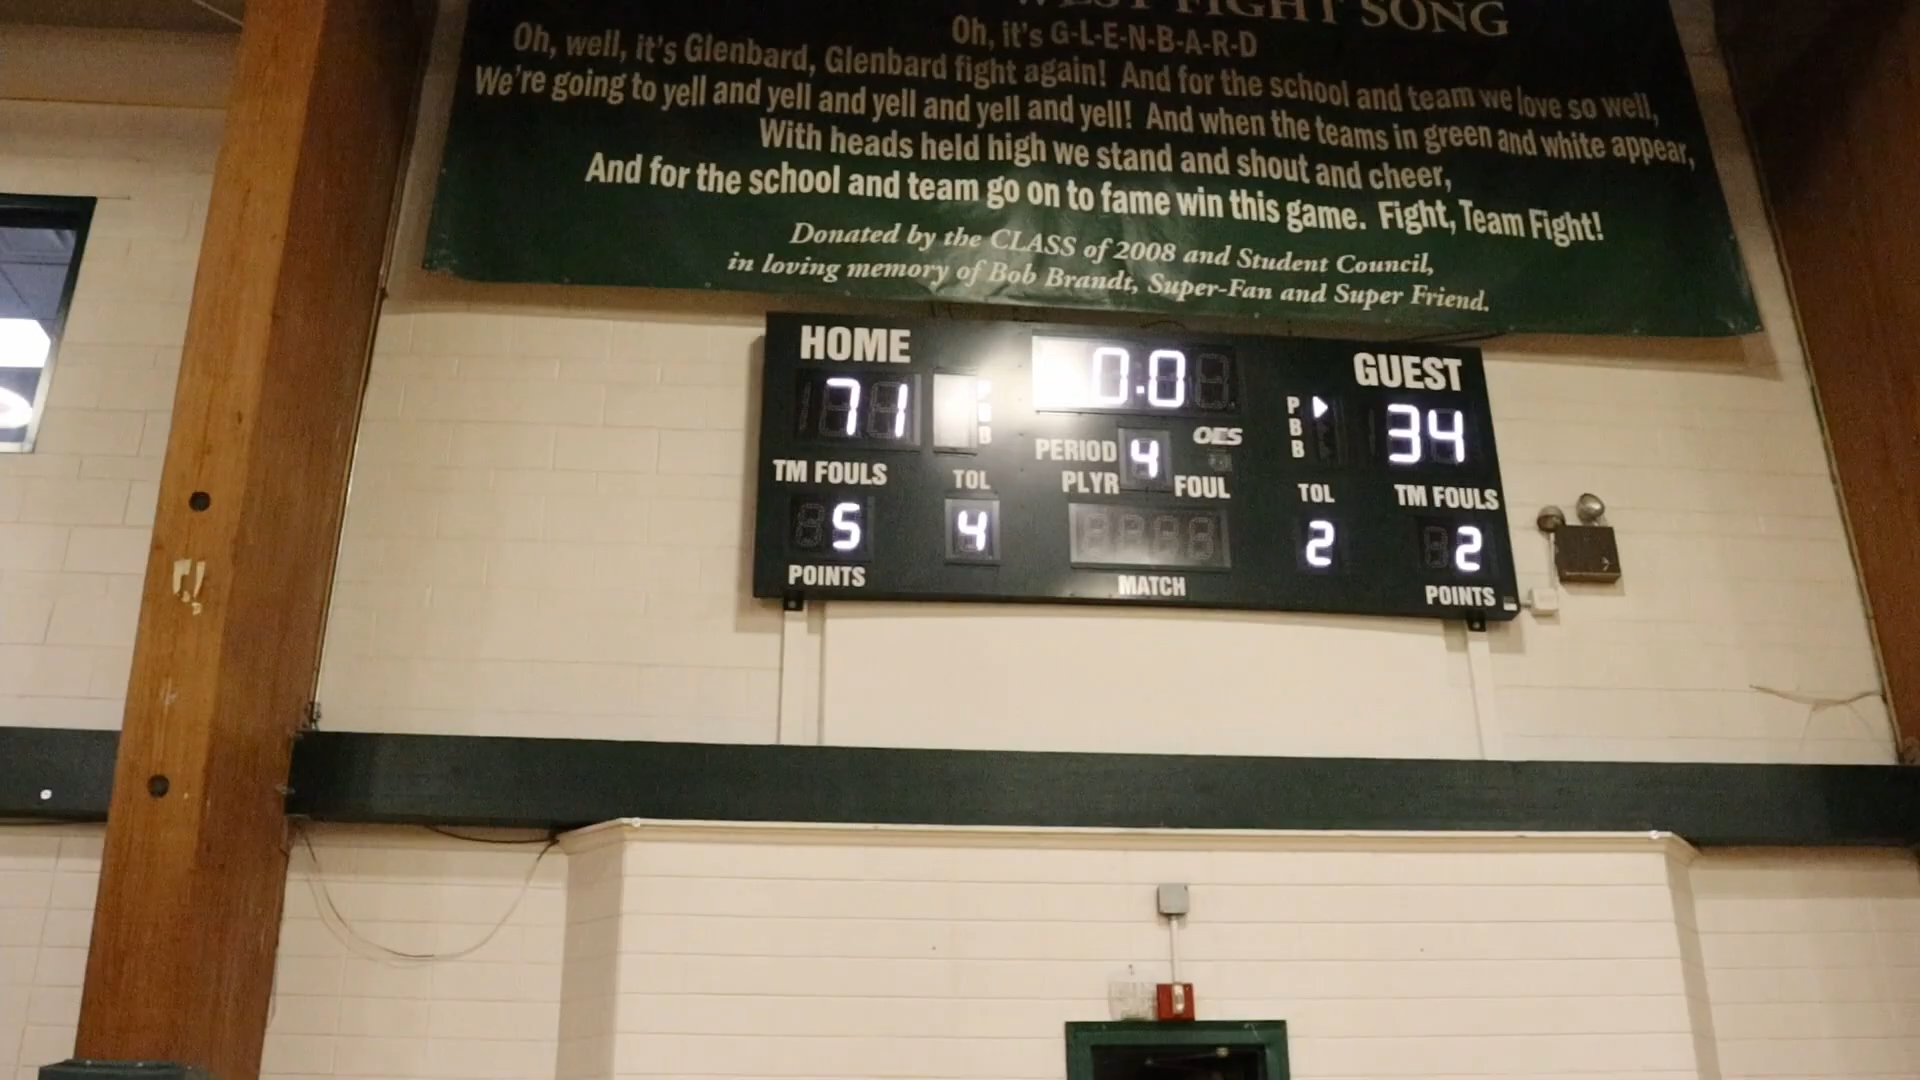 WEST FIGHT SONG
Oh, it's G-L-E-N-B-A-R-D
Oh, well, it's Glenbard, Glenbard fight again! And for the school and team we love so well,
We're going to yell and yell and yell and yell and yell! And when the teams in green and white appear,
With heads held high we stand and shout and cheer,
And for the school and team go on to fame win this game. Fight, Team Fight!
Donated by the CLASS of 2008 and Student Council,
in loving memory of Bob Brandt, Super-Fan and Super Friend.
HOME 0.0 GUEST
71 P 34
B
B
PERIOD 4 OES
TM FOULS TOL PLYR FOUL TOL TM FOULS
5 4 2 2
POINTS MATCH POINTS